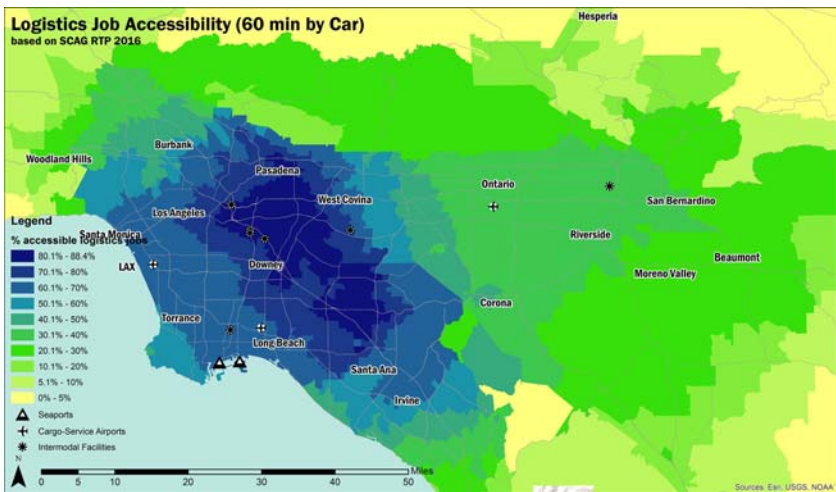 Logistics Job Accessibility (60 min by Car)
based on SCAG RTP 2016
Hesperia
Burbank
Woodland Hills
Pasadena
West Covina
Ontario
San Bernardino
Los Angeles
Santa Monica
Riverside
Beaumont
LAX
Downey
Moreno Valley
Corona
Torrance
Long Beach
Santa Ana
Irvine
Legend
% accessible logistics jobs
80.1% - 88.4%
70.1% - 80%
60.1% - 70%
50.1% - 60%
40.1% - 50%
30.1% - 40%
20.1% - 30%
10.1% - 20%
5.1% - 10%
0% - 5%
Seaports
Cargo-Service Airports
Intermodal Facilities
N
Miles
0 5 10 20 30 40 50
Sources: Esri, USGS, NOAA